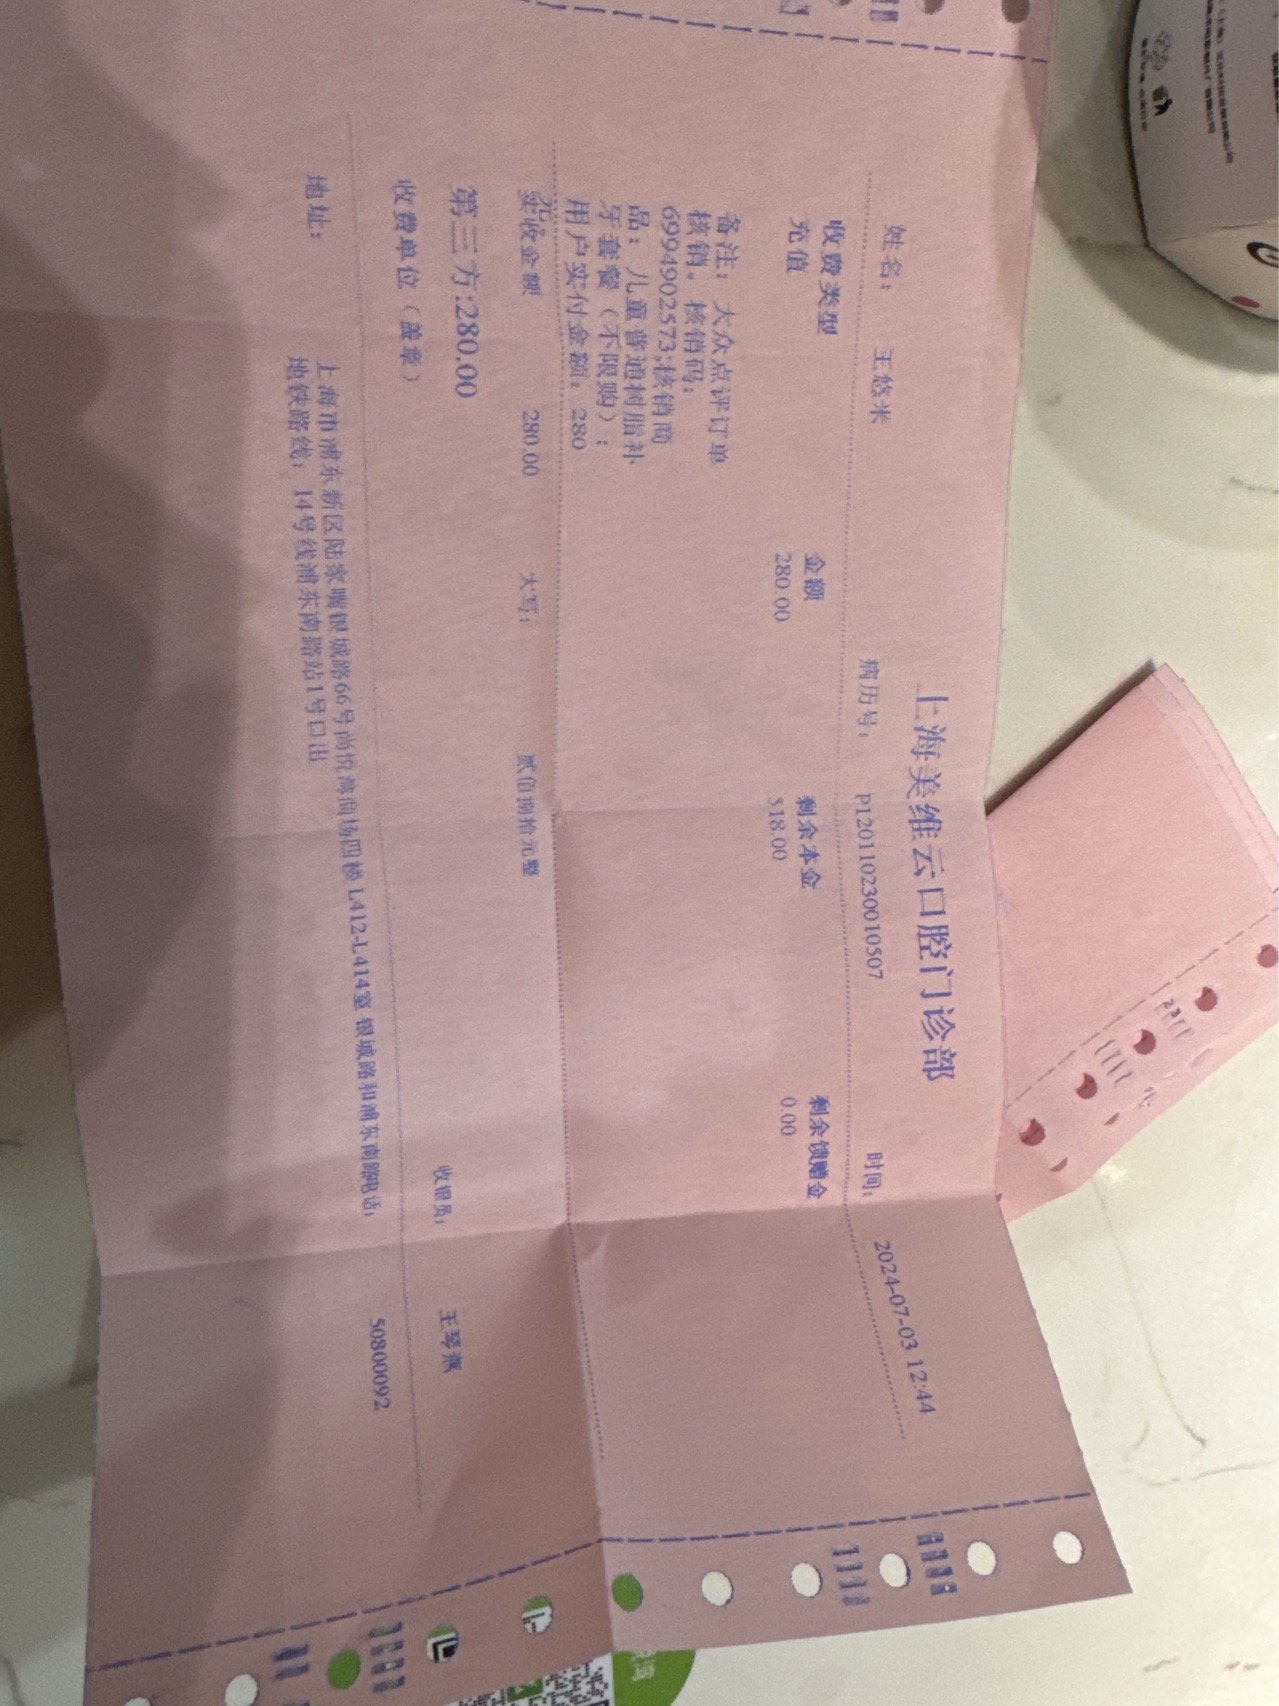 上海美维云口腔门诊部
姓名： 王悠米 病历号： P120110230010507 时间： 2024-07-03 12:44
收费类型 金额 剩余本金 剩余馈赠金
充值 280.00 518.00 0.00
备注： 大众点评订单
核销。核销码：
6994902573;核销商
品：儿童普通树脂补
牙套餐（不限购）；
用户实付金额：280
元。
实收金额 280.00 大写： 贰佰捌拾元整
第三方:280.00
收费单位（盖章） 收银员： 王琴燕
地址： 上海市浦东新区陆家嘴银城路66号尚悦湾商场四楼 L412-L414室 银城路和浦东南路电话： 50800092
地铁路线：14号线浦东南路站1号口出